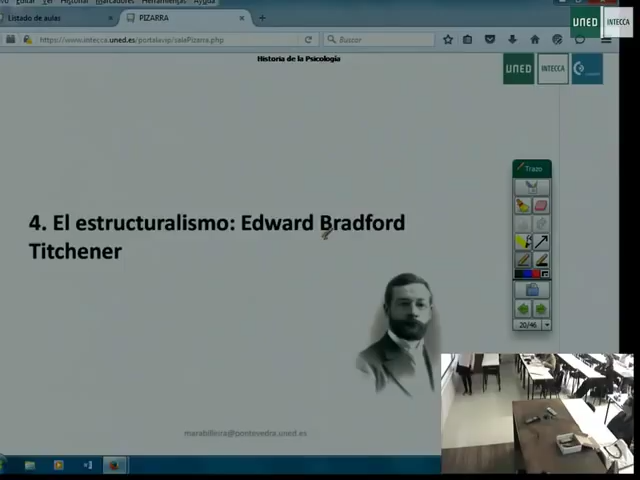 Editar Ver Historial Marcadores Herramientas Ayuda
Listado de aulas
PIZARRA
https://www.intecca.uned.es/portalavip/salaPizarra.php
Buscar
UNED
INTECCA
Historia de la Psicología
UNED
INTECCA
Trazo
4. El estructuralismo: Edward Bradford
Titchener
20/46
marabilleira@pontevedra.uned.es